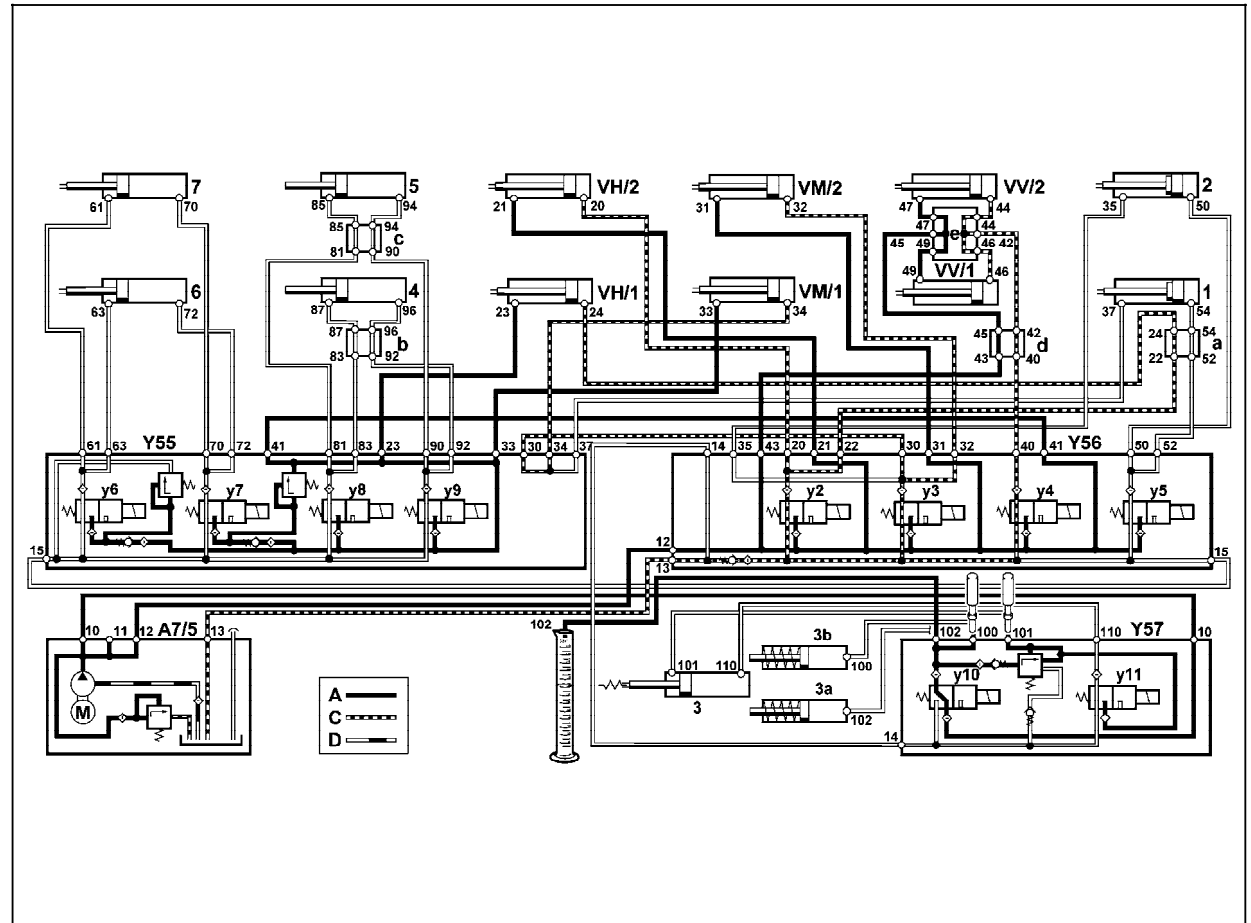 7 5 VH/2 VM/2 VV/2 2
61 70 85 94 21 20 31 32 47 44 35 50
85 94 47 44
c e
45 42
81 90 49 46
VV/1
6 4 VH/1 VM/1 49 46 1
63 72 87 96 23 24 33 34 37 54
87 96 45 42 24 54
b d a
83 92 43 40 22 52
61 63 Y55 70 72 41 81 83 23 90 92 33 30 34 37 14 35 43 20 21 22 30 31 32 40 41 Y56 50 52
y6 y7 y8 y9 y2 y3 y4 y5
12
15 13 15
10 11 12 A7/5 13 102 102 100 101 110 Y57 10
3b
101 110 100
y10 y11
3 3a
102
M
14
A
C
D